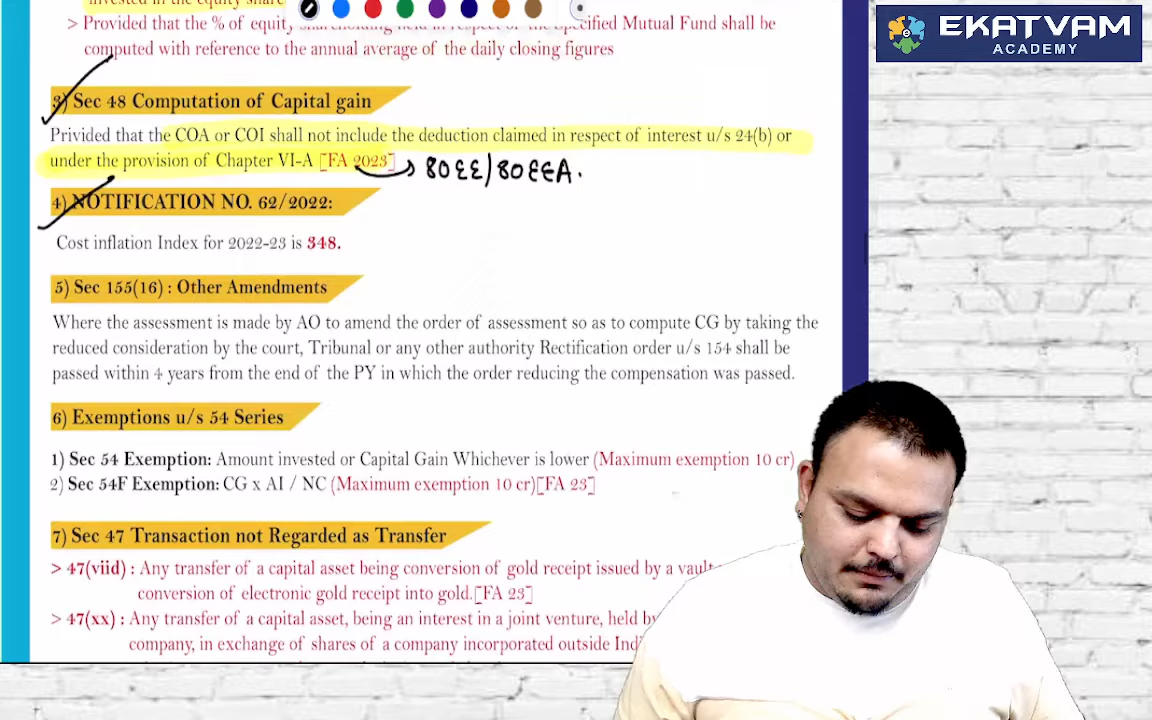 invested in the equity share
> Provided that the % of equity shareholding held in respect of the specified Mutual Fund shall be
computed with reference to the annual average of the daily closing figures
EKATVAM
ACADEMY
3) Sec 48 Computation of Capital gain
Privided that the COA or COI shall not include the deduction claimed in respect of interest u/s 24(b) or
under the provision of Chapter VI-A [FA 2023]
80EE/80EEA.
4) NOTIFICATION NO. 62/2022:
Cost inflation Index for 2022-23 is 348.
5) Sec 155(16) : Other Amendments
Where the assessment is made by AO to amend the order of assessment so as to compute CG by taking the
reduced consideration by the court, Tribunal or any other authority Rectification order u/s 154 shall be
passed within 4 years from the end of the PY in which the order reducing the compensation was passed.
6) Exemptions u/s 54 Series
1) Sec 54 Exemption: Amount invested or Capital Gain Whichever is lower (Maximum exemption 10 cr)
2) Sec 54F Exemption: CG x AI / NC (Maximum exemption 10 cr)[FA 23]
7) Sec 47 Transaction not Regarded as Transfer
> 47(viid) : Any transfer of a capital asset being conversion of gold receipt issued by a vault
conversion of electronic gold receipt into gold.[FA 23]
> 47(xx) : Any transfer of a capital asset, being an interest in a joint venture, held by
company, in exchange of shares of a company incorporated outside Indi